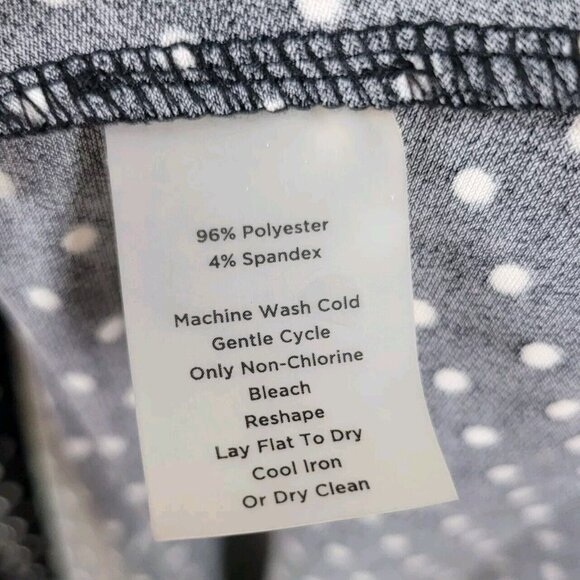 96% Polyester
4% Spandex
Machine Wash Cold
Gentle Cycle
Only Non-Chlorine
Bleach
Reshape
Lay Flat To Dry
Cool Iron
Or Dry Clean